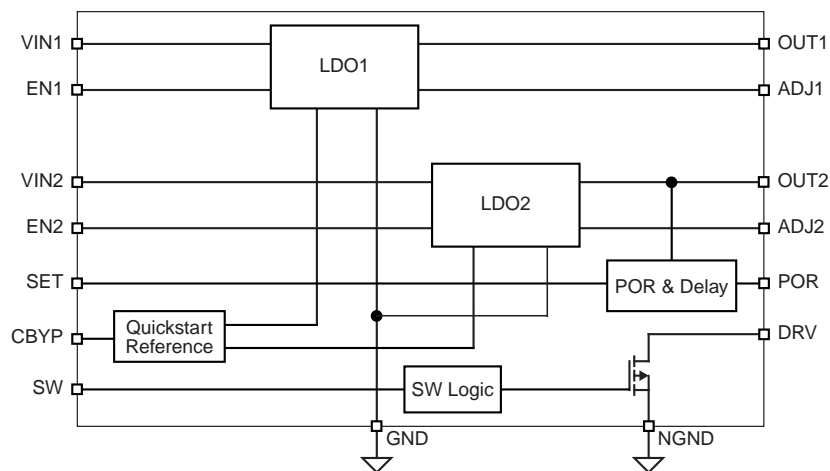 VIN1
LDO1
OUT1
EN1
ADJ1
VIN2
LDO2
OUT2
EN2
ADJ2
SET
POR & Delay
POR
CBYP
Quickstart
Reference
DRV
SW
SW Logic
GND
NGND